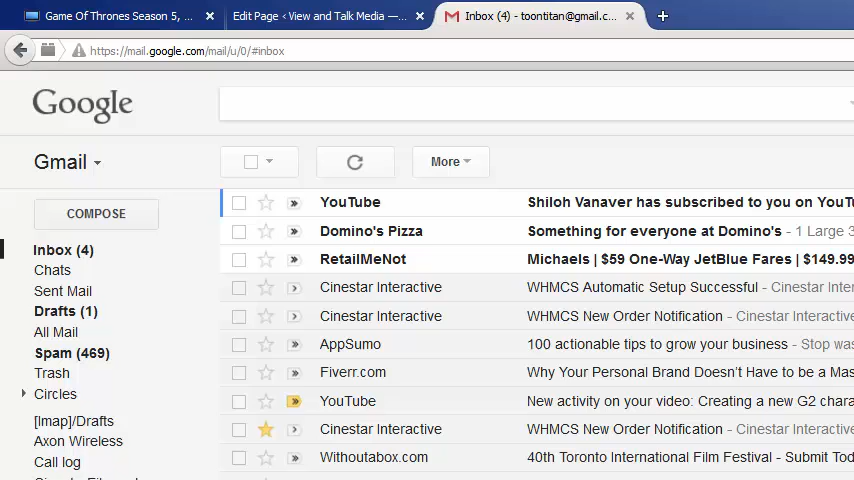 Game Of Thrones Season 5, ...
Edit Page ‹ View and Talk Media —...
Inbox (4) - toontitan@gmail.c...
https://mail.google.com/mail/u/0/#inbox
Google
Gmail
More
COMPOSE
YouTube Shiloh Vanaver has subscribed to you on YouT
Domino's Pizza Something for everyone at Domino's - 1 Large 3
Inbox (4)
RetailMeNot Michaels | $59 One-Way JetBlue Fares | $149.99
Chats
Cinestar Interactive WHMCS Automatic Setup Successful - Cinestar Inte
Sent Mail
Drafts (1)
Cinestar Interactive WHMCS New Order Notification - Cinestar Interactive
All Mail
AppSumo 100 actionable tips to grow your business - Stop was
Spam (469)
Trash
Fiverr.com Why Your Personal Brand Doesn't Have to be a Mas
Circles
YouTube New activity on your video: Creating a new G2 chara
[Imap]/Drafts
Cinestar Interactive WHMCS New Order Notification - Cinestar Interactive
Axon Wireless
Withoutabox.com 40th Toronto International Film Festival - Submit Tod
Call log